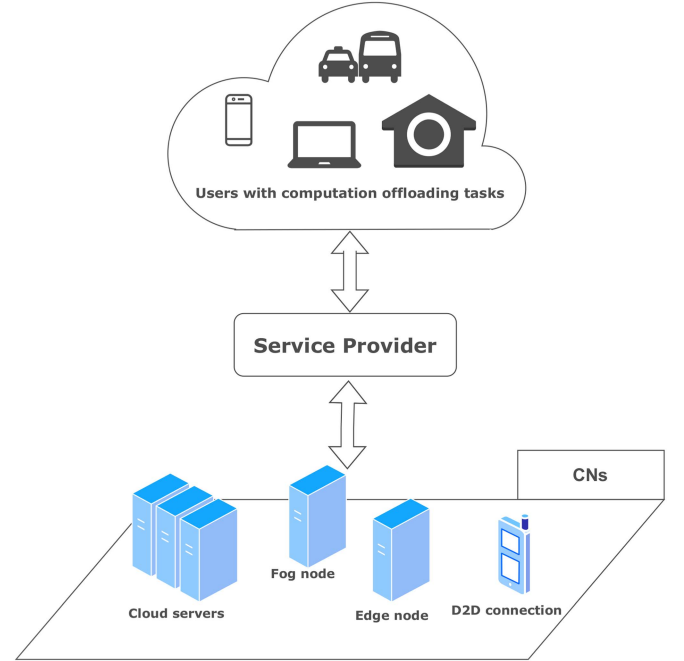 Users with computation offloading tasks
Service Provider
CNs
Fog node
Cloud servers
Edge node
D2D connection